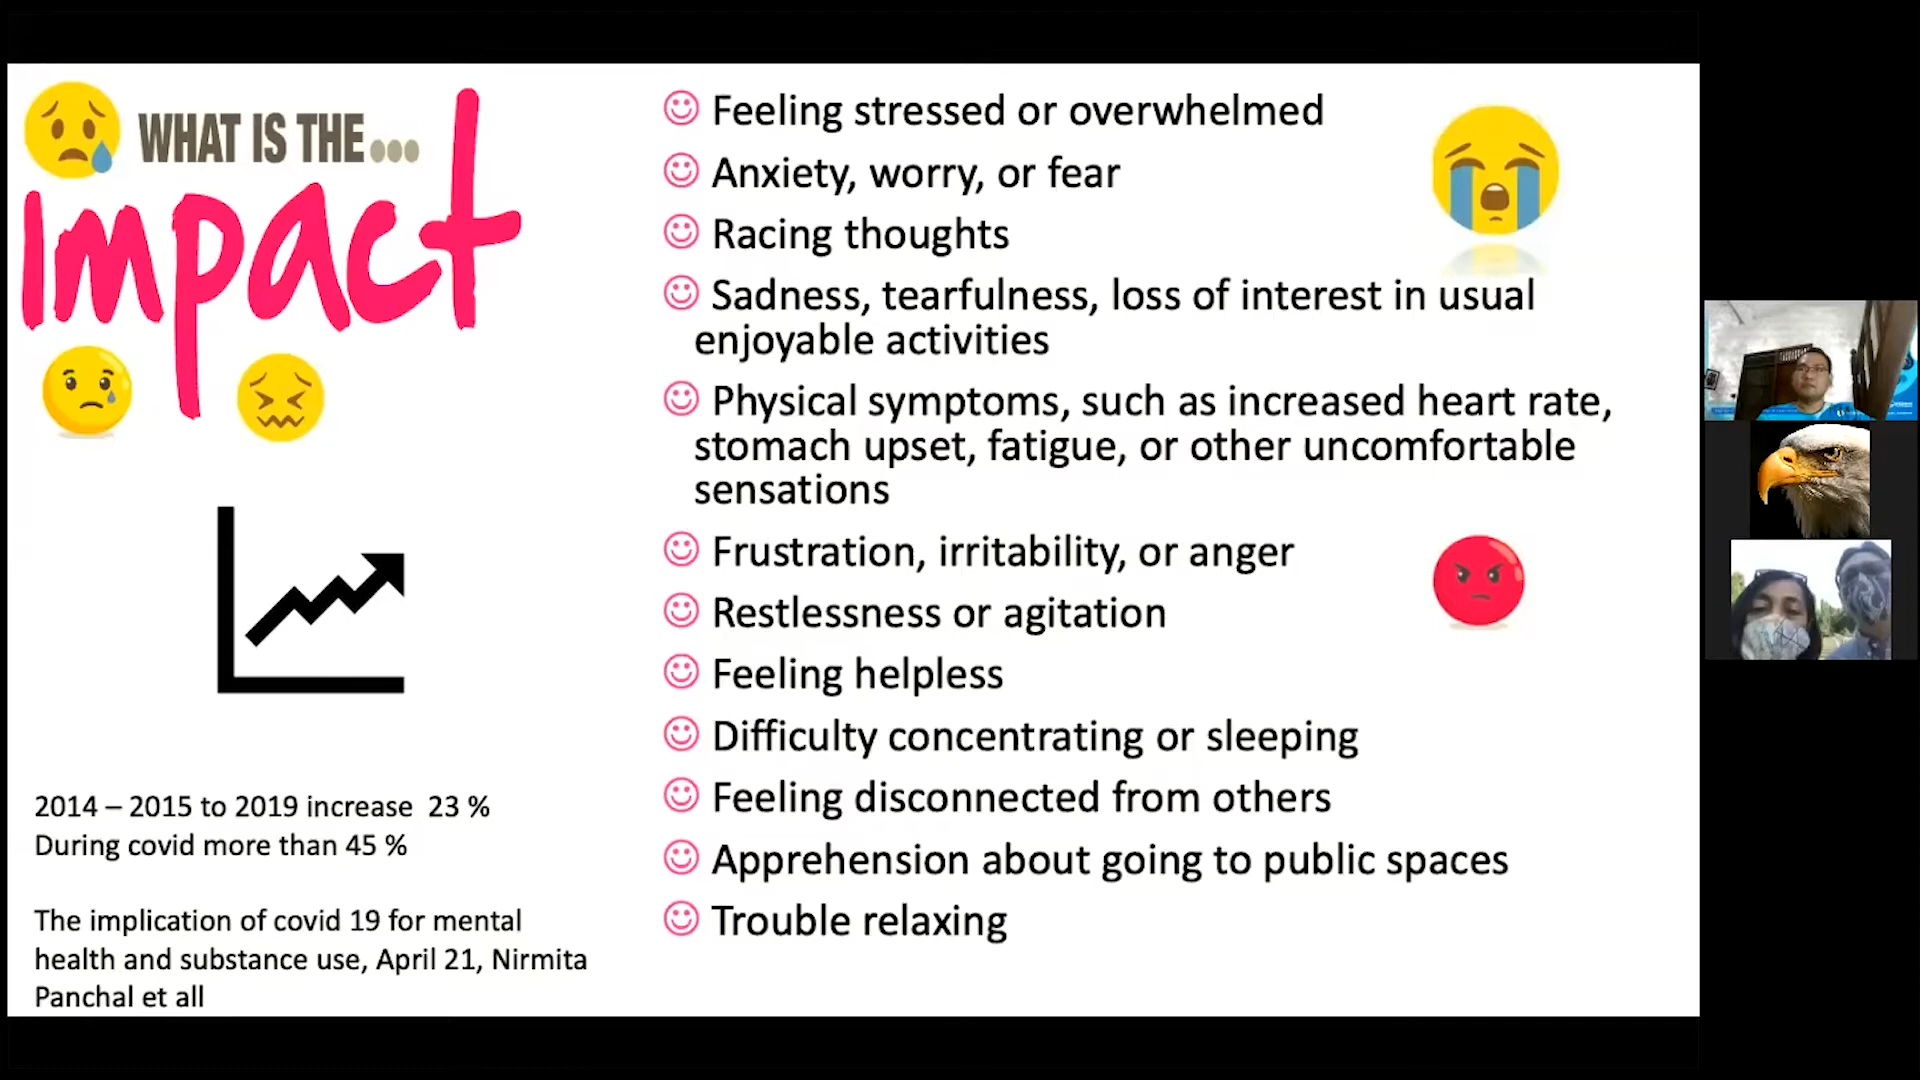 WHAT IS THE...
Impact
2014 – 2015 to 2019 increase 23 %
During covid more than 45 %
The implication of covid 19 for mental
health and substance use, April 21, Nirmita
Panchal et all
Feeling stressed or overwhelmed
Anxiety, worry, or fear
Racing thoughts
Sadness, tearfulness, loss of interest in usual
enjoyable activities
Physical symptoms, such as increased heart rate,
stomach upset, fatigue, or other uncomfortable
sensations
Frustration, irritability, or anger
Restlessness or agitation
Feeling helpless
Difficulty concentrating or sleeping
Feeling disconnected from others
Apprehension about going to public spaces
Trouble relaxing